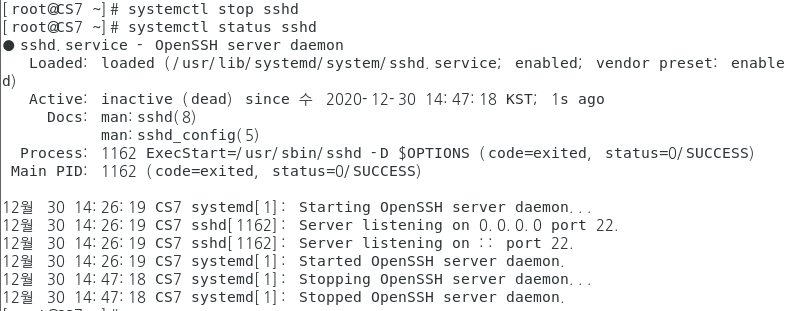 [root@CS7 ~]# systemctl stop sshd
[root@CS7 ~]# systemctl status sshd
● sshd.service - OpenSSH server daemon
   Loaded: loaded (/usr/lib/systemd/system/sshd.service; enabled; vendor preset: enable
d)
   Active: inactive (dead) since 수 2020-12-30 14:47:18 KST; 1s ago
     Docs: man:sshd(8)
           man:sshd_config(5)
  Process: 1162 ExecStart=/usr/sbin/sshd -D $OPTIONS (code=exited, status=0/SUCCESS)
 Main PID: 1162 (code=exited, status=0/SUCCESS)

12월 30 14:26:19 CS7 systemd[1]: Starting OpenSSH server daemon...
12월 30 14:26:19 CS7 sshd[1162]: Server listening on 0.0.0.0 port 22.
12월 30 14:26:19 CS7 sshd[1162]: Server listening on :: port 22.
12월 30 14:26:19 CS7 systemd[1]: Started OpenSSH server daemon.
12월 30 14:47:18 CS7 systemd[1]: Stopping OpenSSH server daemon...
12월 30 14:47:18 CS7 systemd[1]: Stopped OpenSSH server daemon.